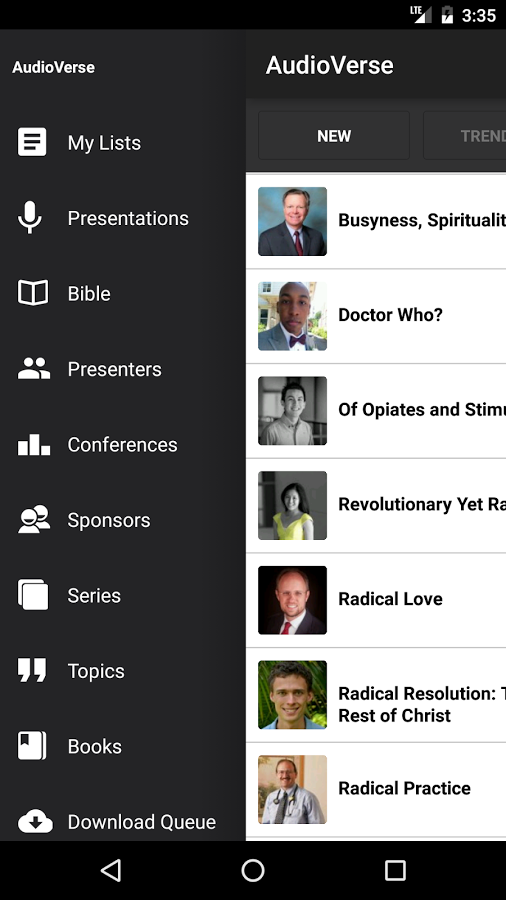 LTE 3:35
AudioVerse
My Lists
Presentations
Bible
Presenters
Conferences
Sponsors
Series
Topics
Books
Download Queue
AudioVerse
NEW TREND
Busyness, Spiritualit
Doctor Who?
Of Opiates and Stimu
Revolutionary Yet Ra
Radical Love
Radical Resolution: T
Rest of Christ
Radical Practice